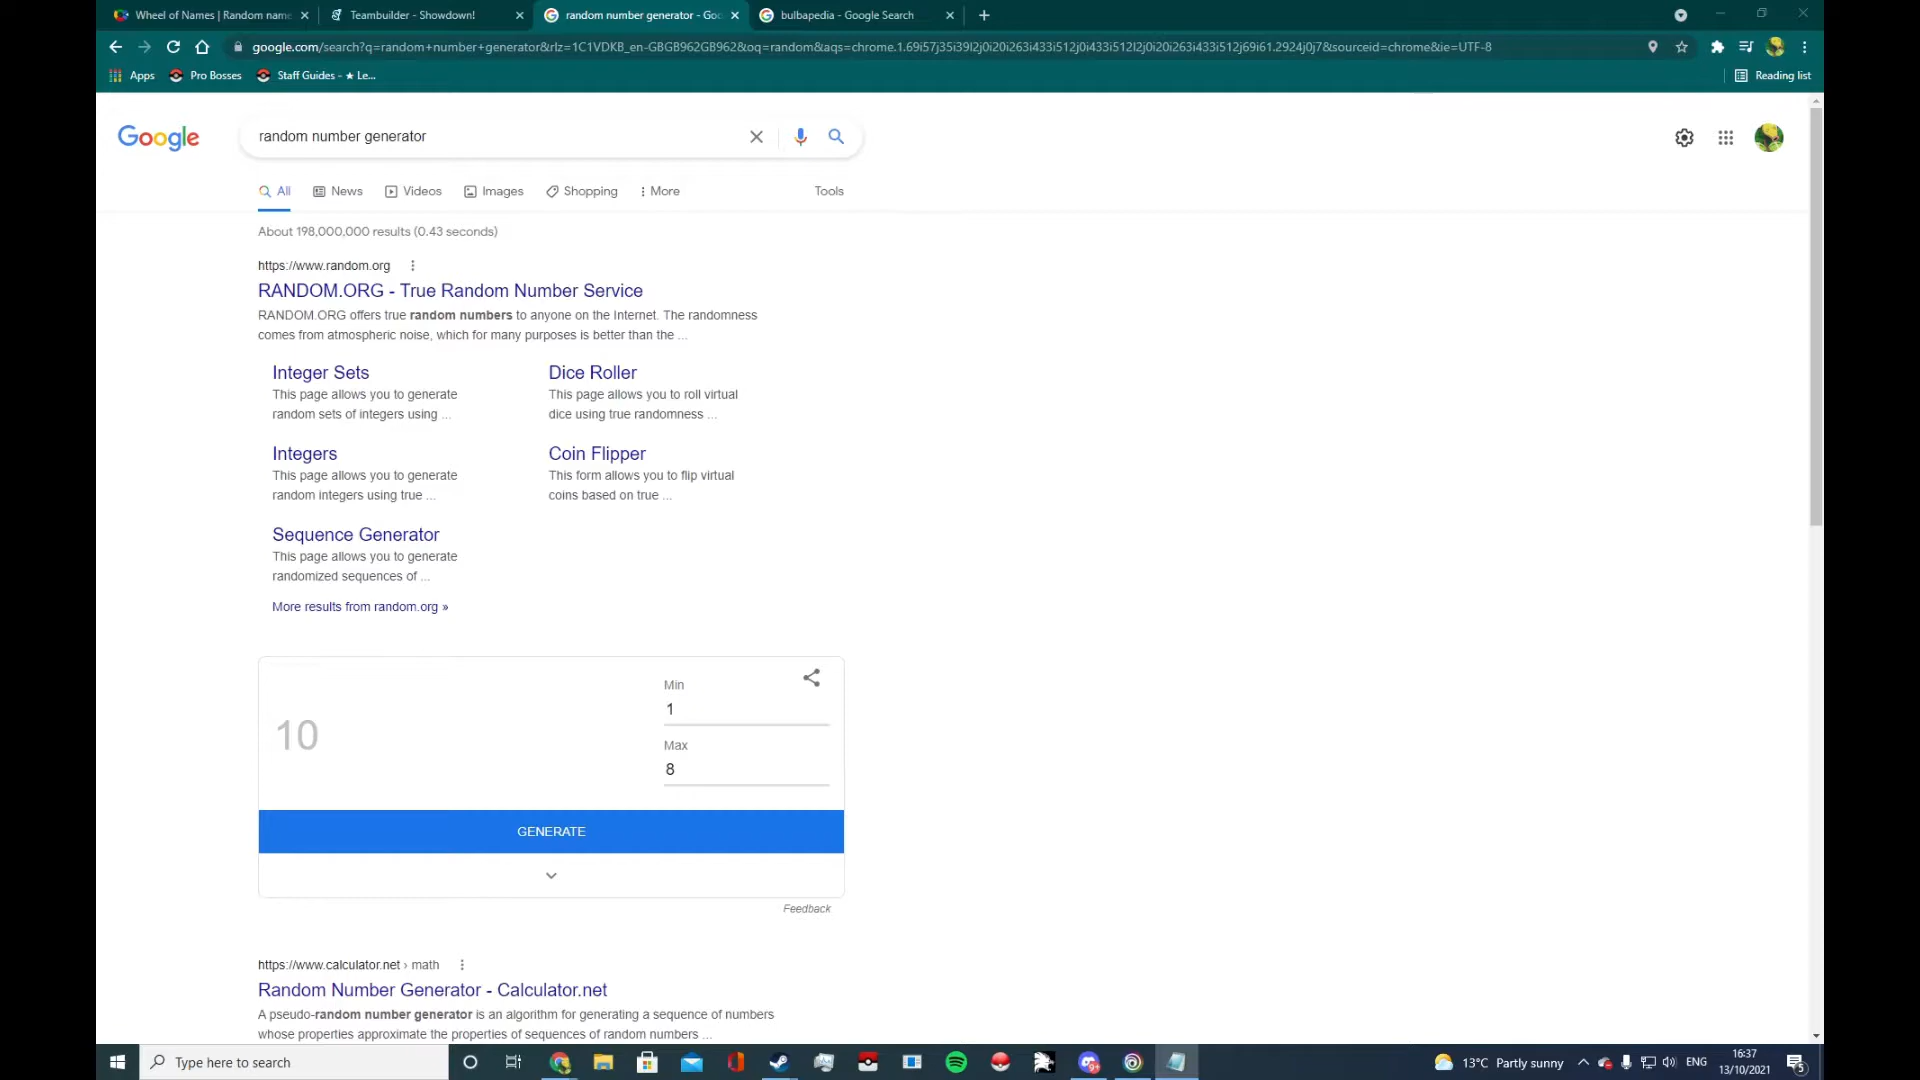 Wheel of Names | Random name
Teambuilder - Showdown!
random number generator - Goo
bulbapedia - Google Search
google.com/search?q=random+number+generator&rlz=1C1VDKB_en-GBGB962GB962&oq=random&aqs=chrome.1.69i57j35i39l2j0i20i263i433i512j0i433i512l2j0i20i263i433i512j69i61.2924j0j7&sourceid=chrome&ie=UTF-8
Apps
Pro Bosses
Staff Guides - ★ Le...
Reading list
Google
random number generator
All
News
Videos
Images
Shopping
More
Tools
About 198,000,000 results (0.43 seconds)
https://www.random.org
RANDOM.ORG - True Random Number Service
RANDOM.ORG offers true random numbers to anyone on the Internet. The randomness
comes from atmospheric noise, which for many purposes is better than the ...
Integer Sets
This page allows you to generate
random sets of integers using ...
Dice Roller
This page allows you to roll virtual
dice using true randomness ...
Integers
This page allows you to generate
random integers using true ...
Coin Flipper
This form allows you to flip virtual
coins based on true ...
Sequence Generator
This page allows you to generate
randomized sequences of ...
More results from random.org »
10
Min
1
Max
8
GENERATE
Feedback
https://www.calculator.net › math
Random Number Generator - Calculator.net
A pseudo-random number generator is an algorithm for generating a sequence of numbers
whose properties approximate the properties of sequences of random numbers ...
Type here to search
13°C Partly sunny
ENG
16:37
13/10/2021
5